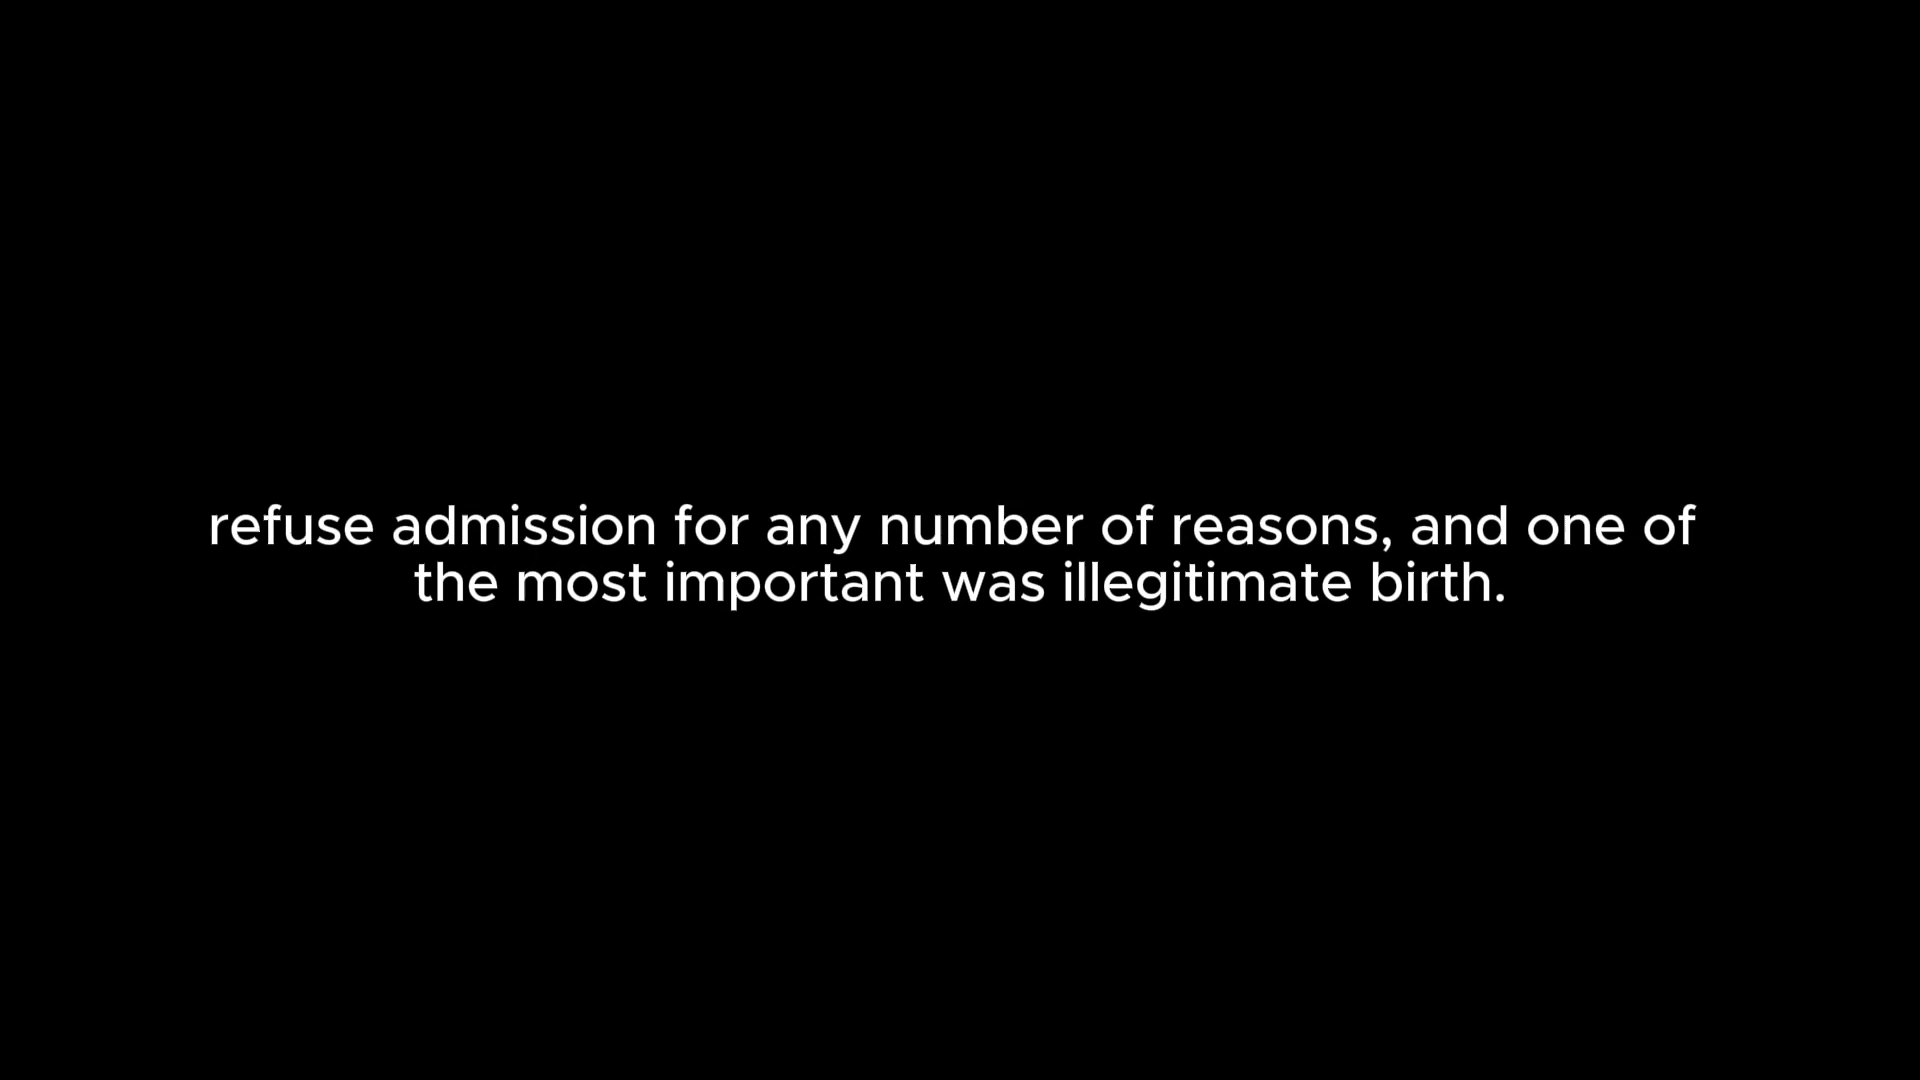 refuse admission for any number of reasons, and one of
the most important was illegitimate birth.